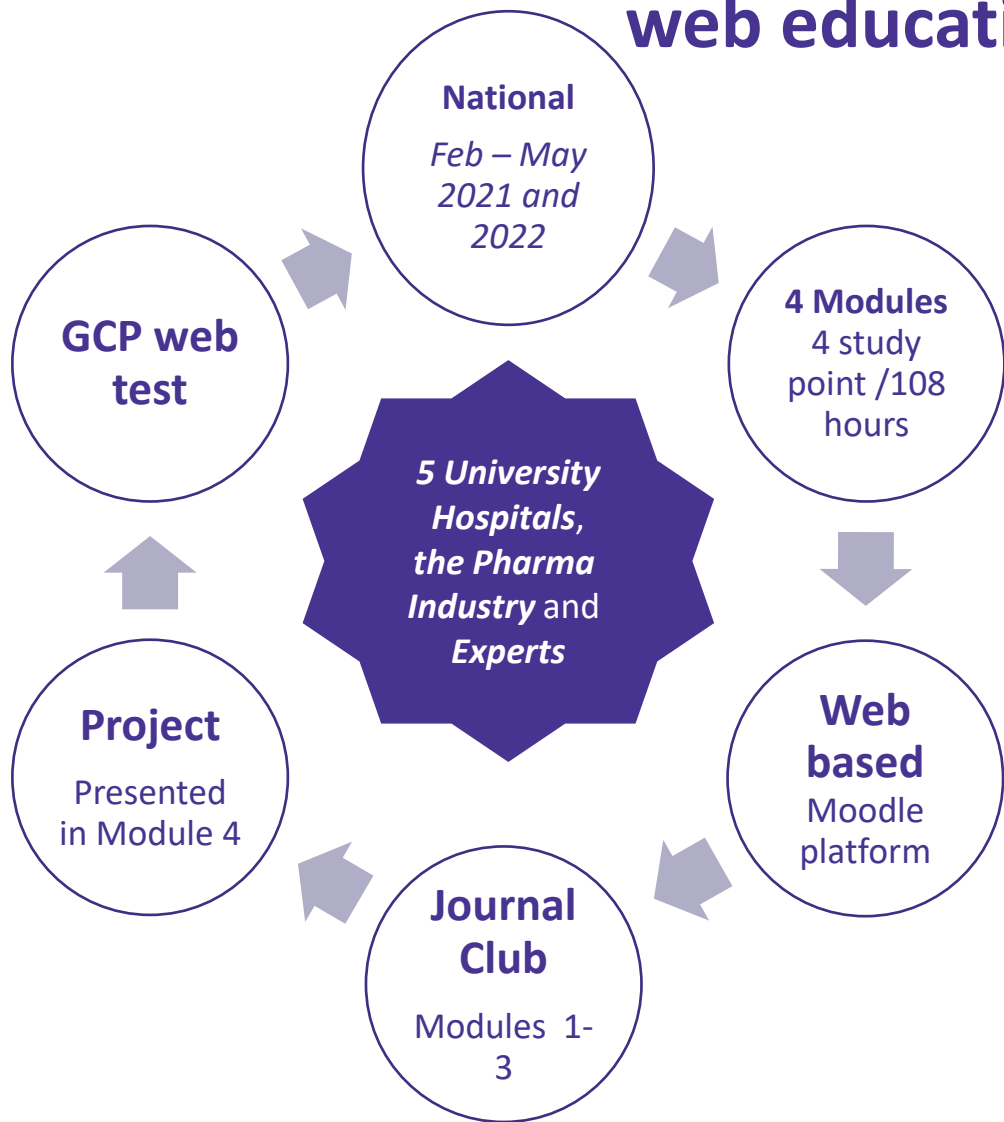 web educati
National
Feb – May
2021 and
2022
4 Modules
4 study
point /108
hours
Web
based
Moodle
platform
Journal
Club
Modules 1-
3
Project
Presented
in Module 4
GCP web
test
5 University
Hospitals,
the Pharma
Industry and
Experts